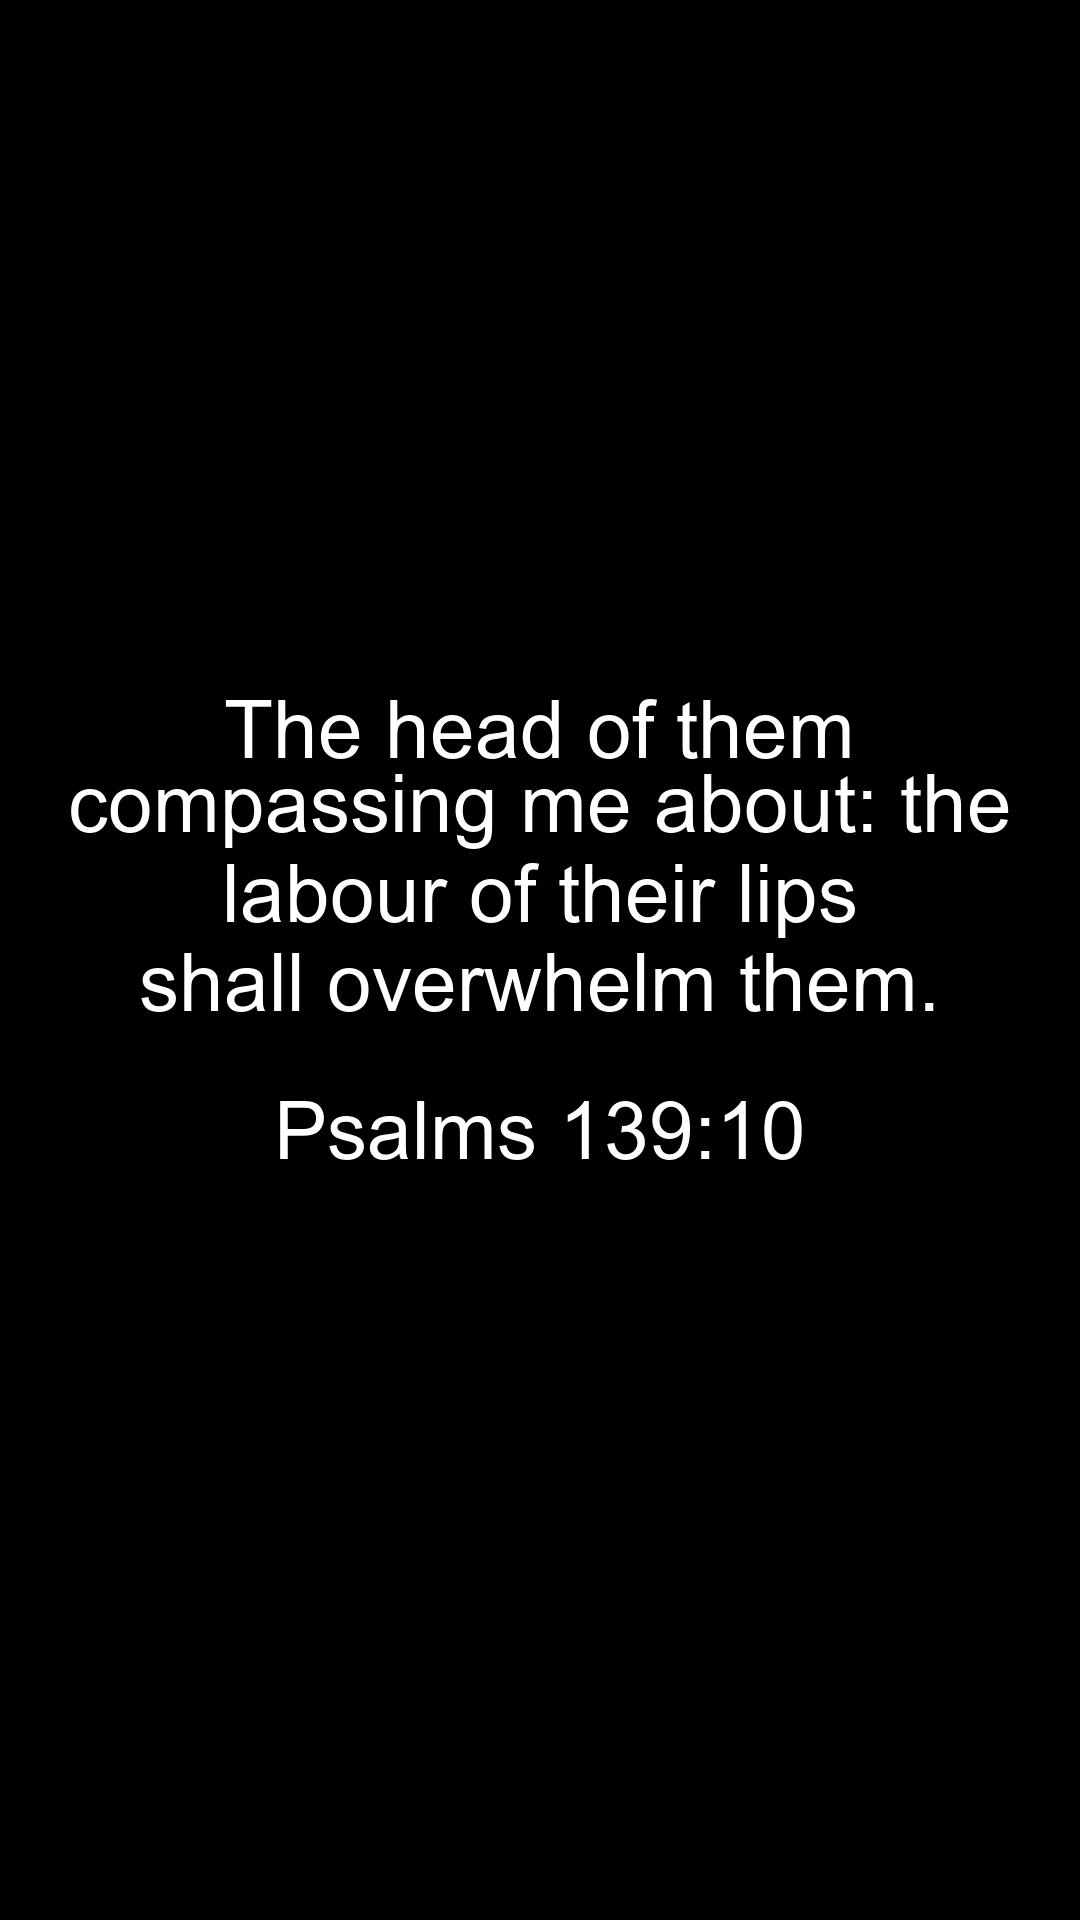 The head of them
compassing me about: the
labour of their lips
shall overwhelm them.
Psalms 139:10